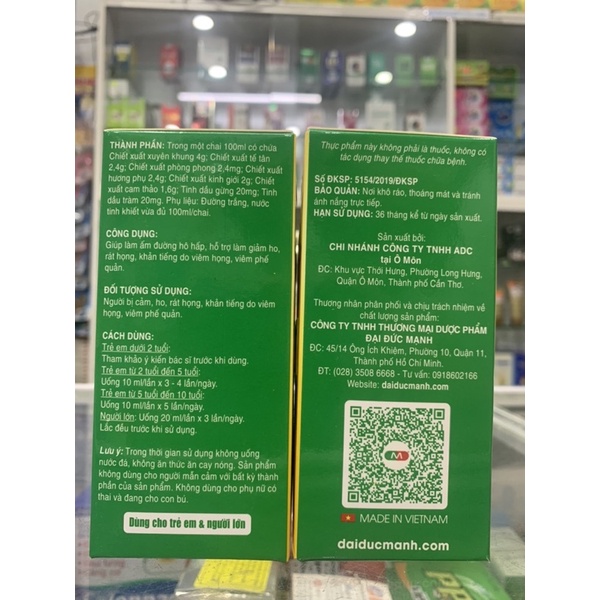 THÀNH PHẦN: Trong một chai 100ml có chứa
Chiết xuất xuyên khung 4g; Chiết xuất tế tân
2,4g; Chiết xuất phòng phong 2,4mg; Chiết xuất
hương phụ 2,4g; Chiết xuất kinh giới 2g; Chiết
xuất cam thảo 1,6g; Tinh dầu gừng 20mg; Tinh
dầu tràm 20mg. Phụ liệu: Đường trắng, nước
tinh khiết vừa đủ 100ml/chai.
CÔNG DỤNG:
Giúp làm ấm đường hô hấp, hỗ trợ làm giảm ho,
rát họng, khản tiếng do viêm họng, viêm phế
quản.
ĐỐI TƯỢNG SỬ DỤNG:
Người bị cảm, ho, rát họng, khản tiếng do viêm
họng, viêm phế quản.
CÁCH DÙNG:
Trẻ em dưới 2 tuổi:
Tham khảo ý kiến bác sĩ trước khi dùng.
Trẻ em từ 2 tuổi đến 5 tuổi:
Uống 10 ml/lần x 3 - 4 lần/ngày.
Trẻ em từ 5 tuổi đến 10 tuổi:
Uống 10 ml/lần x 5 lần/ngày.
Người lớn: Uống 20 ml/lần x 3 lần/ngày.
Lắc đều trước khi sử dụng.
Lưu ý: Trong thời gian sử dụng không uống
nước đá, không ăn thức ăn cay nóng. Sản phẩm
không dùng cho người mẫn cảm với bất kỳ thành
phần của sản phẩm. Không dùng cho phụ nữ có
thai và đang cho con bú.
Dùng cho trẻ em & người lớn
Thực phẩm này không phải là thuốc, không có
tác dụng thay thế thuốc chữa bệnh.
Số ĐKSP: 5154/2019/ĐKSP
BẢO QUẢN: Nơi khô ráo, thoáng mát và tránh
ánh nắng trực tiếp.
HẠN SỬ DỤNG: 36 tháng kể từ ngày sản xuất.
Sản xuất bởi:
CHI NHÁNH CÔNG TY TNHH ADC
tại Ô Môn
ĐC: Khu vực Thới Hưng, Phường Long Hưng,
Quận Ô Môn, Thành phố Cần Thơ.
Thương nhân phân phối và chịu trách nhiệm về
chất lượng sản phẩm:
CÔNG TY TNHH THƯƠNG MẠI DƯỢC PHẨM
ĐẠI ĐỨC MẠNH
ĐC: 45/14 Ông Ích Khiêm, Phường 10, Quận 11,
Thành phố Hồ Chí Minh.
ĐT: (028) 3508 6668 - Tư vấn: 0918602166
Website: daiducmanh.com
MADE IN VIETNAM
daiducmanh.com